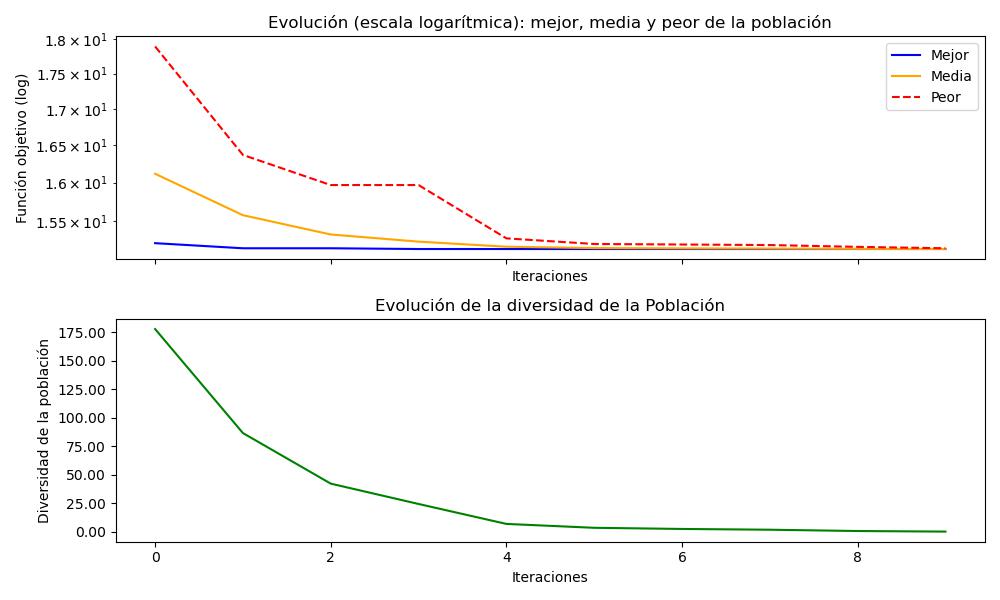 Evolución (escala logarítmica): mejor, media y peor de la población
Función objetivo (log)
1.8 × 10¹
1.75 × 10¹
1.7 × 10¹
1.65 × 10¹
1.6 × 10¹
1.55 × 10¹
Mejor
Media
Peor
Iteraciones
Evolución de la diversidad de la Población
Diversidad de la población
175.00
150.00
125.00
100.00
75.00
50.00
25.00
0.00
0 2 4 6 8
Iteraciones